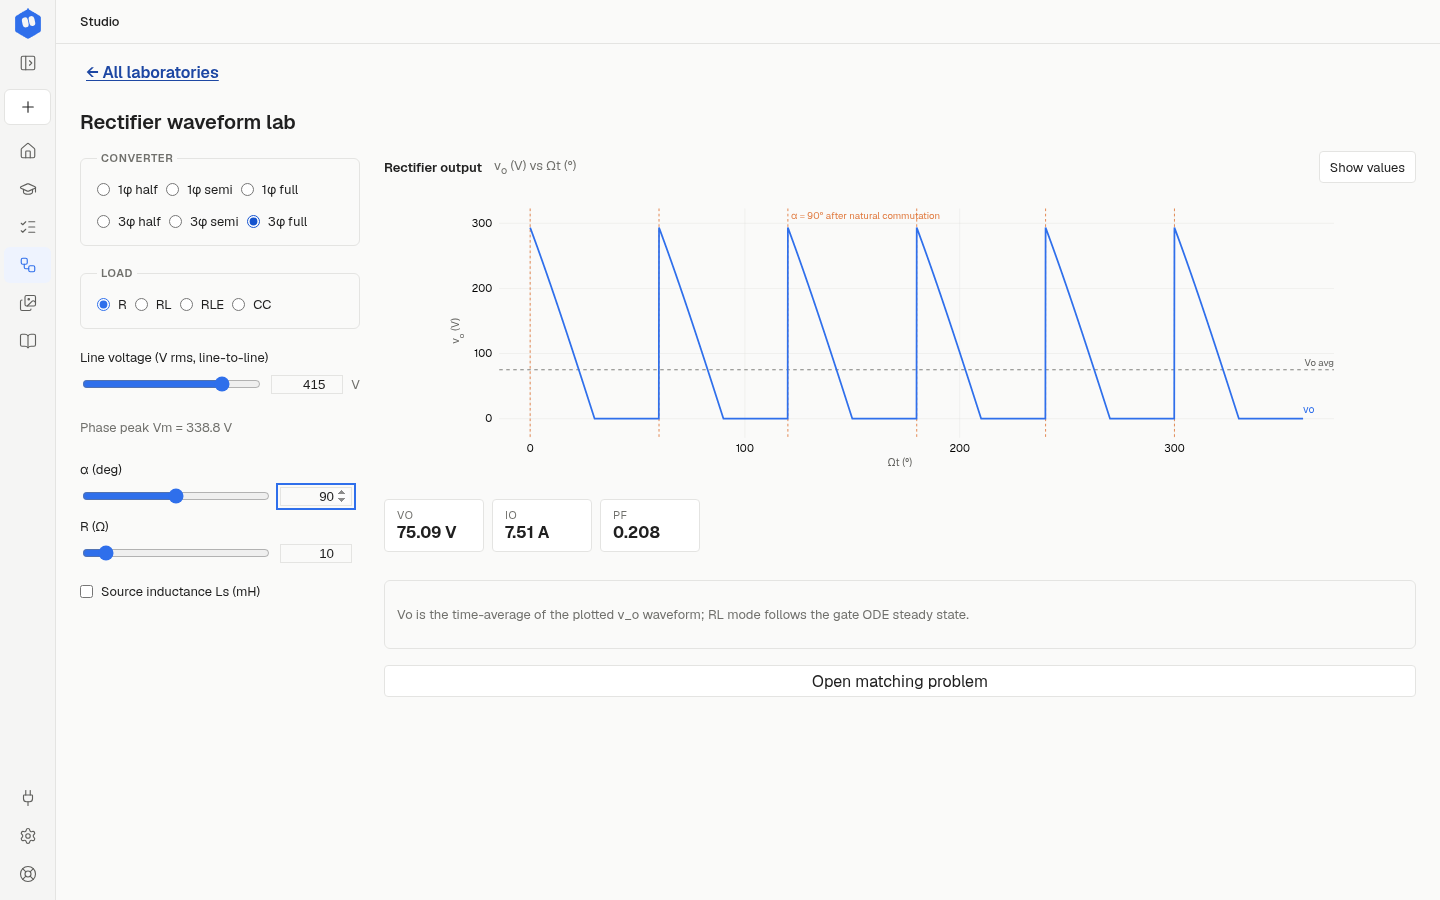 Studio
← All laboratories
Rectifier waveform lab
CONVERTER
1φ half 1φ semi 1φ full
3φ half 3φ semi 3φ full
LOAD
R RL RLE CC
Line voltage (V rms, line-to-line)
415 V
Phase peak Vm = 338.8 V
α (deg)
90
R (Ω)
10
Source inductance Ls (mH)
Rectifier output vo (V) vs Ωt (°)
Show values
α = 90° after natural commutation
300
200
100
0
vo (V)
Vo avg
vo
0 100 200 300
Ωt (°)
VO
75.09 V
IO
7.51 A
PF
0.208
Vo is the time-average of the plotted v_o waveform; RL mode follows the gate ODE steady state.
Open matching problem